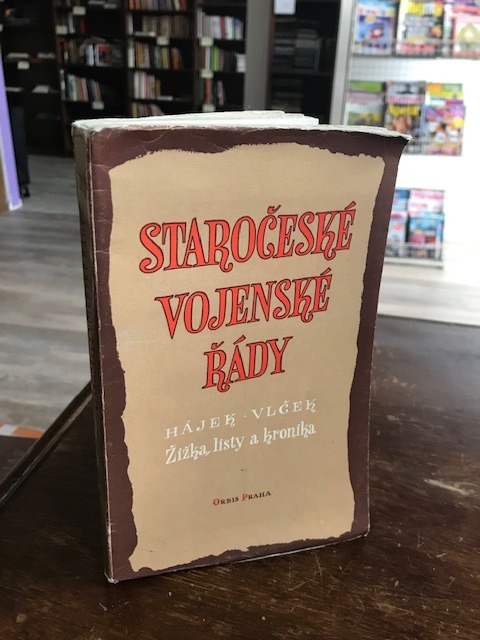 STAROČESKÉ
VOJENSKÉ
ŘÁDY
HÁJEK · VLČEK
Žižka, listy a kronika
ORBIS PRAHA